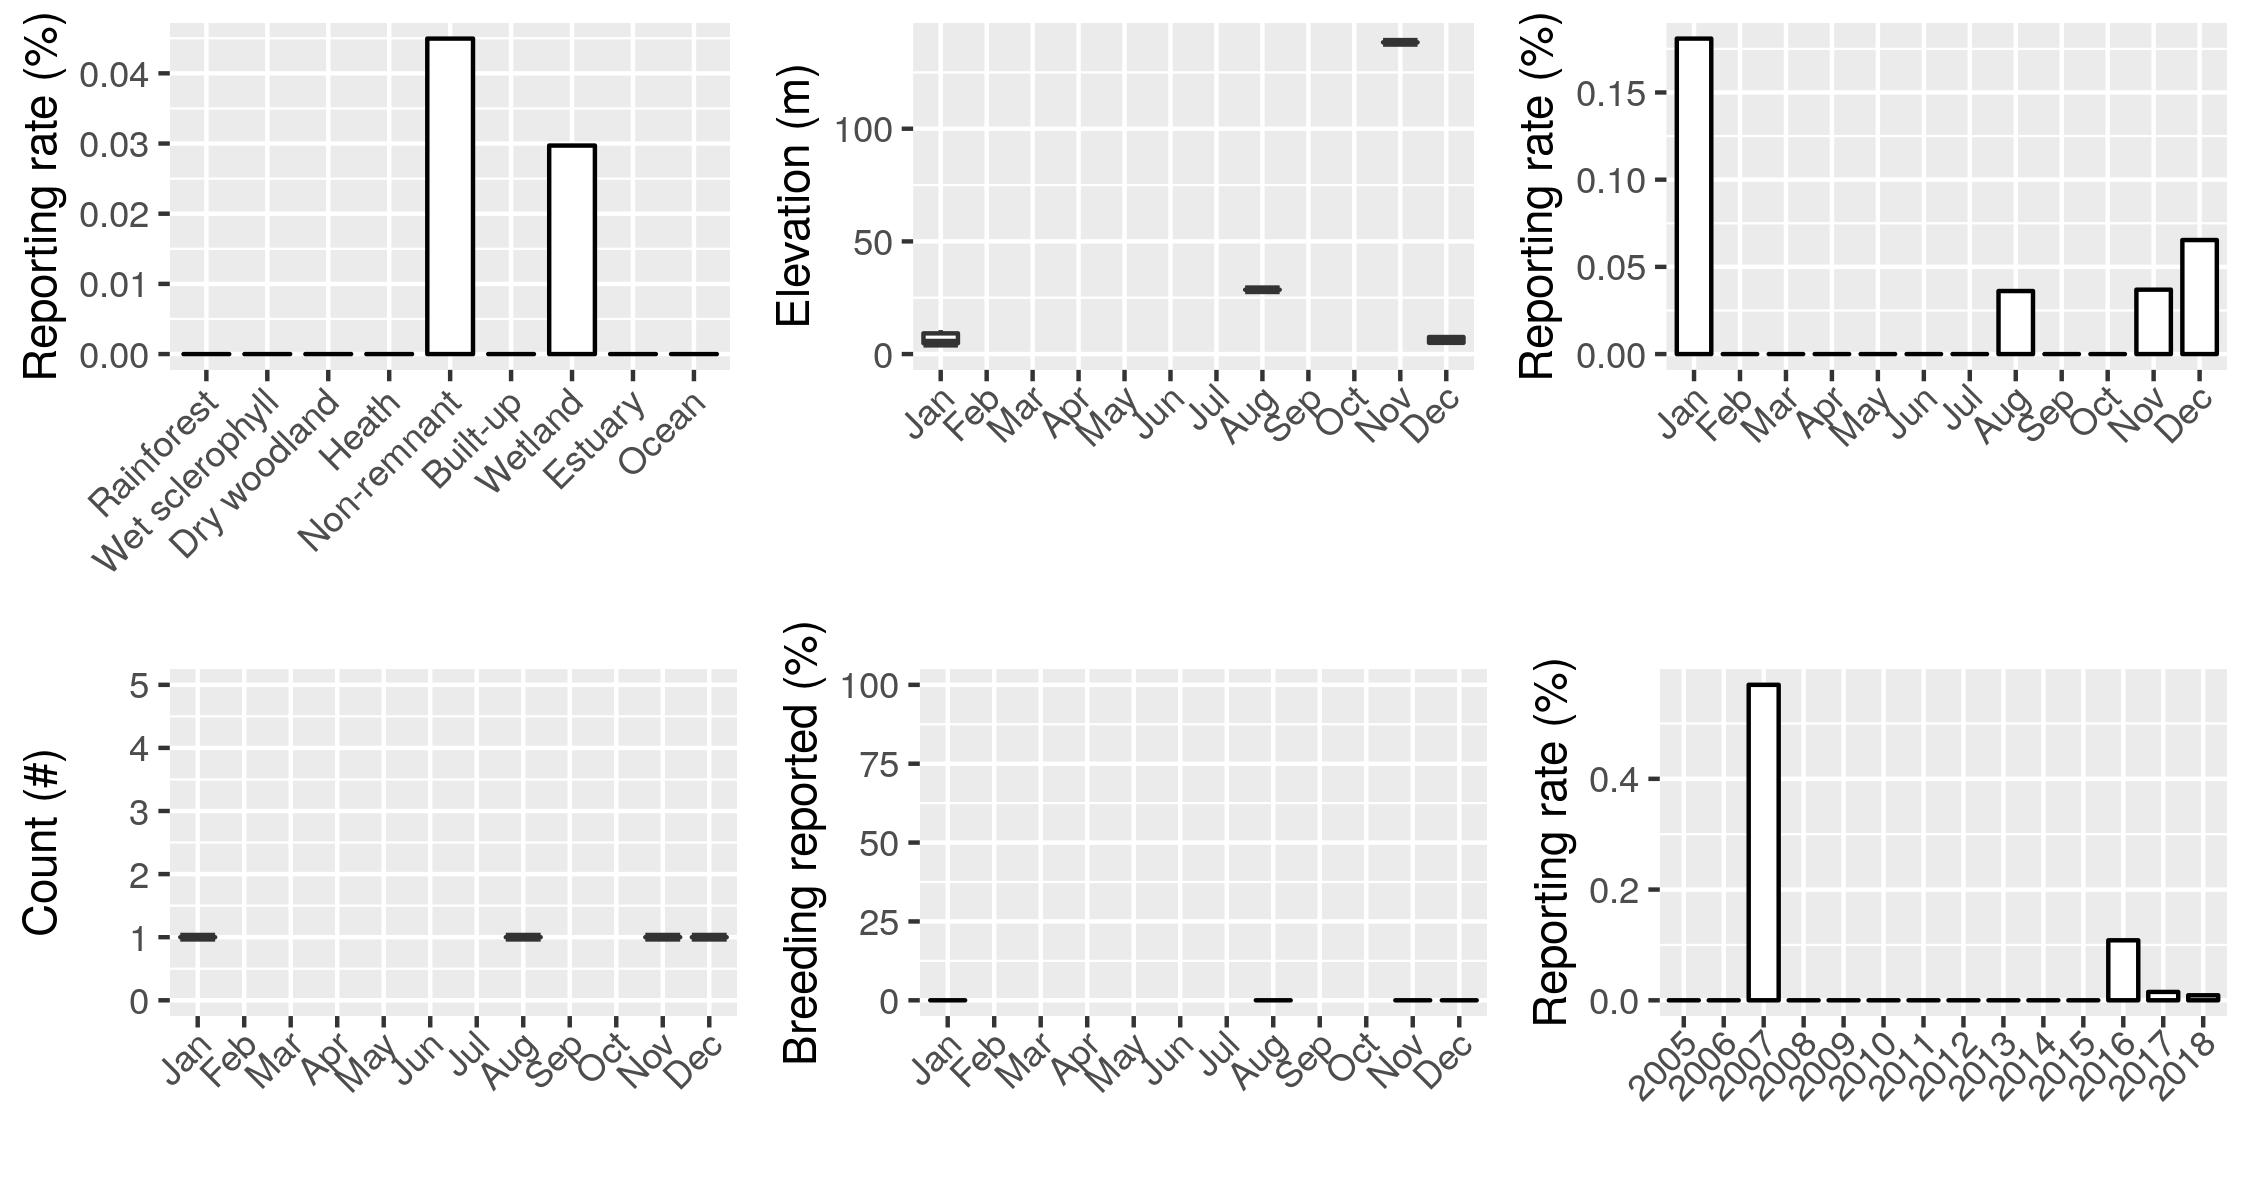 Reporting rate (%)
0.04
0.03
0.02
0.01
0.00
Rainforest
Wet sclerophyll
Dry woodland
Heath
Non-remnant
Built-up
Wetland
Estuary
Ocean
Elevation (m)
100
50
0
Jan
Feb
Mar
Apr
May
Jun
Jul
Aug
Sep
Oct
Nov
Dec
Reporting rate (%)
0.15
0.10
0.05
0.00
Jan
Feb
Mar
Apr
May
Jun
Jul
Aug
Sep
Oct
Nov
Dec
Count (#)
5
4
3
2
1
0
Jan
Feb
Mar
Apr
May
Jun
Jul
Aug
Sep
Oct
Nov
Dec
Breeding reported (%)
100
75
50
25
0
Jan
Feb
Mar
Apr
May
Jun
Jul
Aug
Sep
Oct
Nov
Dec
Reporting rate (%)
0.4
0.2
0.0
2005
2006
2007
2008
2009
2010
2011
2012
2013
2014
2015
2016
2017
2018